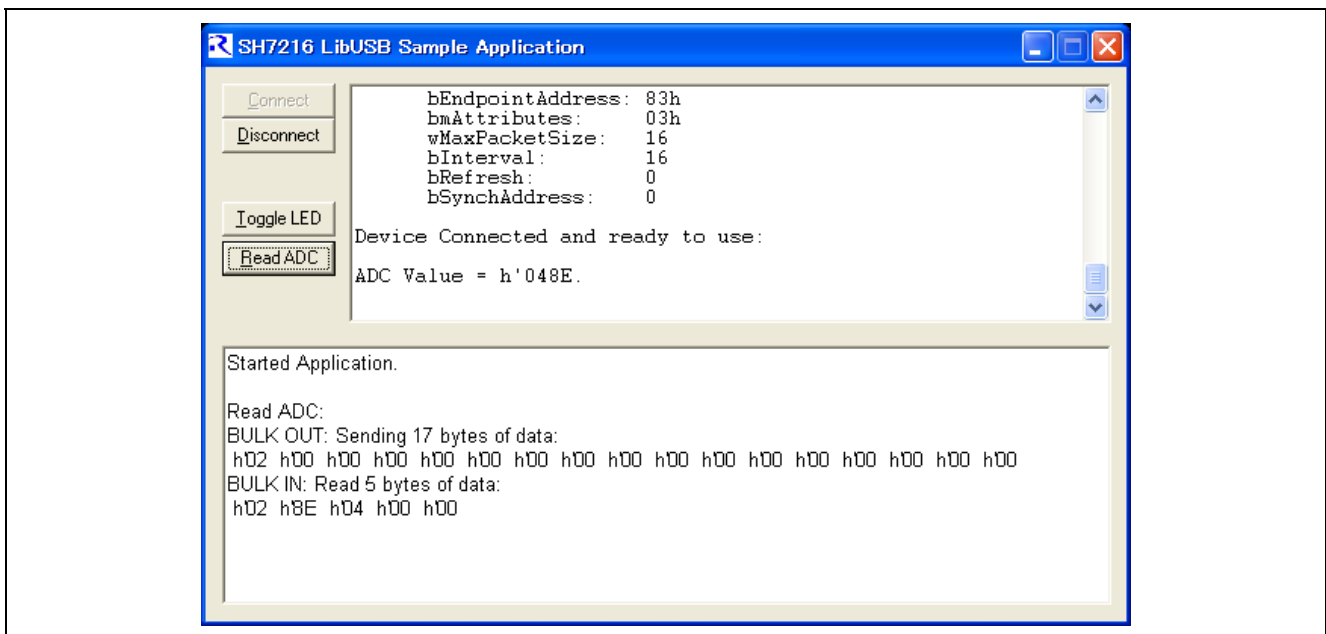 SH7216 LibUSB Sample Application
Connect
Disconnect
Toggle LED
Read ADC
bEndpointAddress: 83h
bmAttributes: 03h
wMaxPacketSize: 16
bInterval: 16
bRefresh: 0
bSynchAddress: 0
Device Connected and ready to use:
ADC Value = h'048E.
Started Application.
Read ADC:
BULK OUT: Sending 17 bytes of data:
h'02 h'00 h'00 h'00 h'00 h'00 h'00 h'00 h'00 h'00 h'00 h'00 h'00 h'00 h'00 h'00 h'00
BULK IN: Read 5 bytes of data:
h'02 h'8E h'04 h'00 h'00